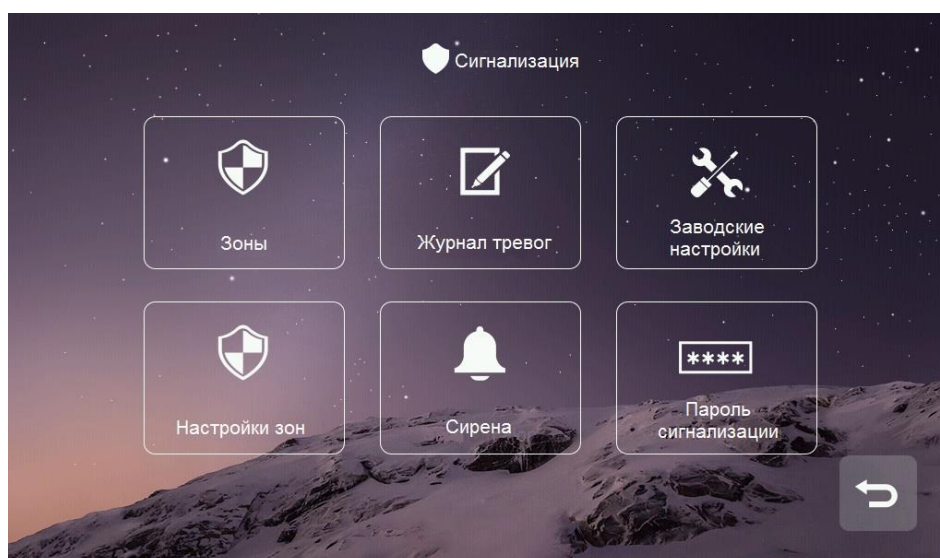 Сигнализация
Зоны
Журнал тревог
Заводские
настройки
Настройки зон
Сирена
****
Пароль
сигнализации